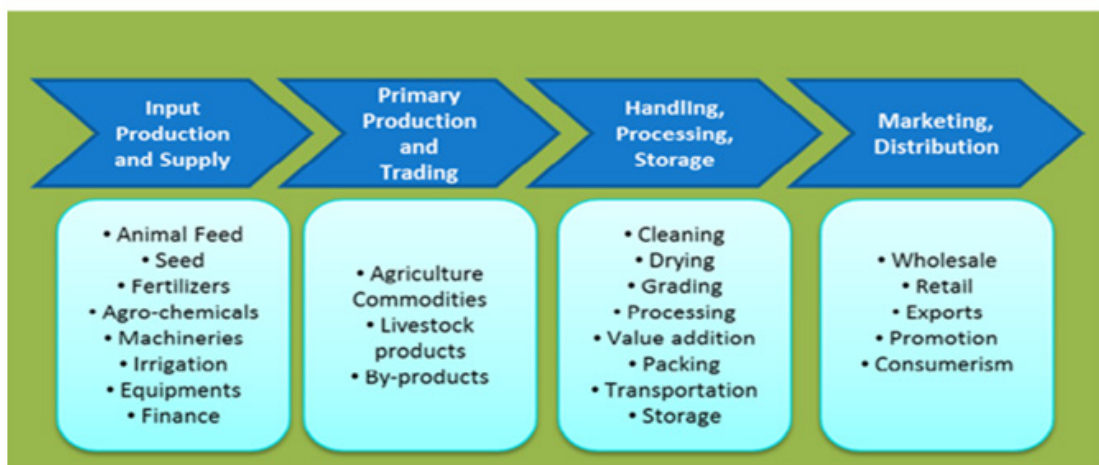 Input
Production
and Supply
Primary
Production
and
Trading
Handling,
Processing,
Storage
Marketing,
Distribution
• Animal Feed
• Seed
• Fertilizers
• Agro-chemicals
• Machineries
• Irrigation
• Equipments
• Finance
• Agriculture
Commodities
• Livestock
products
• By-products
• Cleaning
• Drying
• Grading
• Processing
• Value addition
• Packing
• Transportation
• Storage
• Wholesale
• Retail
• Exports
• Promotion
• Consumerism